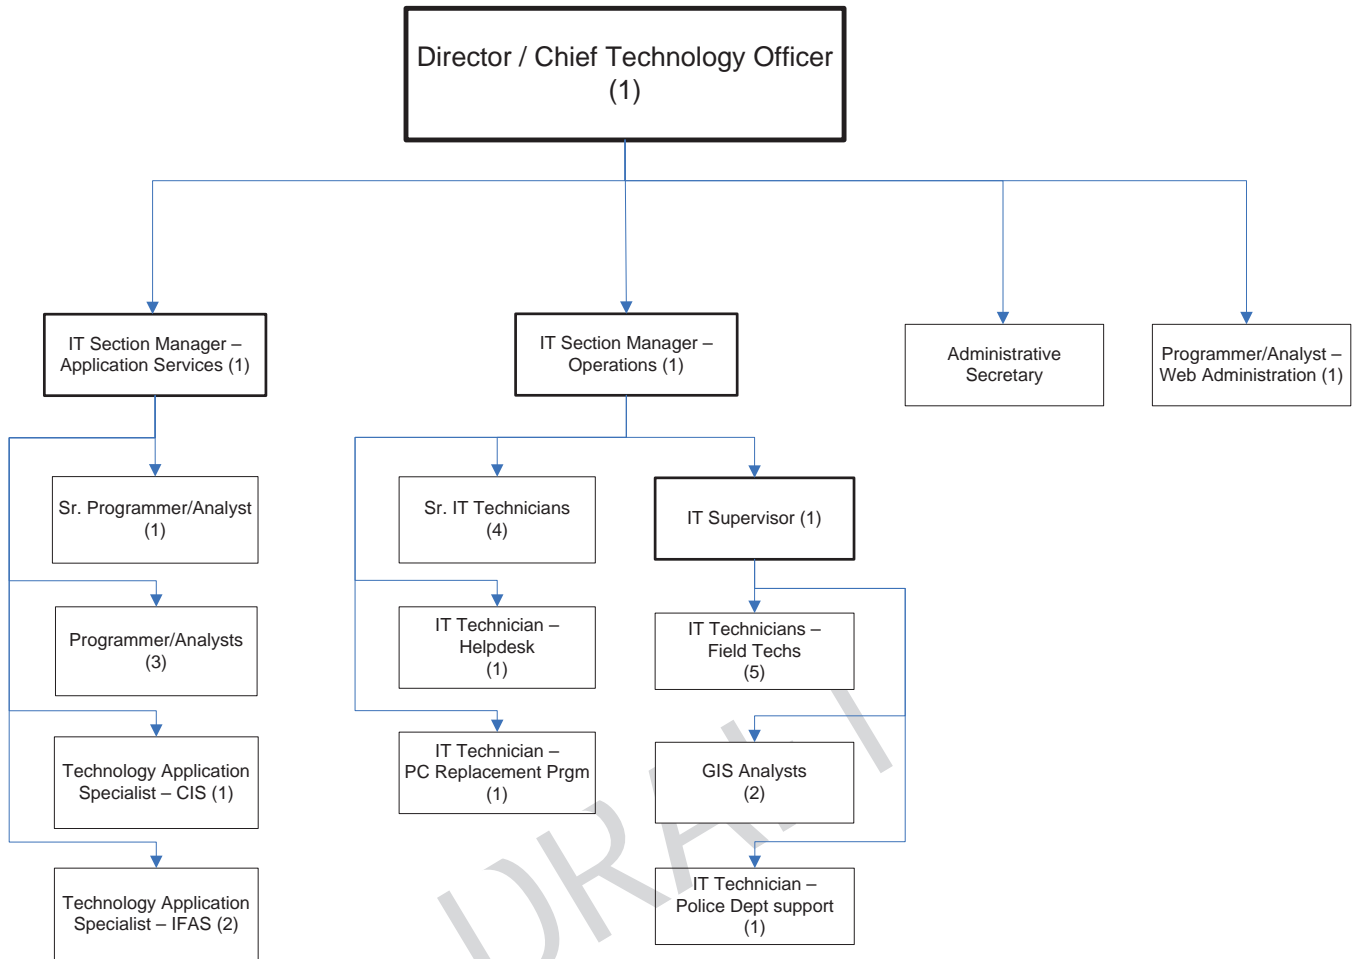 Director / Chief Technology Officer
(1)
IT Section Manager –
Application Services (1)
IT Section Manager –
Operations (1)
Administrative
Secretary
Programmer/Analyst –
Web Administration (1)
Sr. Programmer/Analyst
(1)
Programmer/Analysts
(3)
Technology Application
Specialist – CIS (1)
Technology Application
Specialist – IFAS (2)
Sr. IT Technicians
(4)
IT Technician –
Helpdesk
(1)
IT Technician –
PC Replacement Prgm
(1)
IT Supervisor (1)
IT Technicians –
Field Techs
(5)
GIS Analysts
(2)
IT Technician –
Police Dept support
(1)
DRAFT